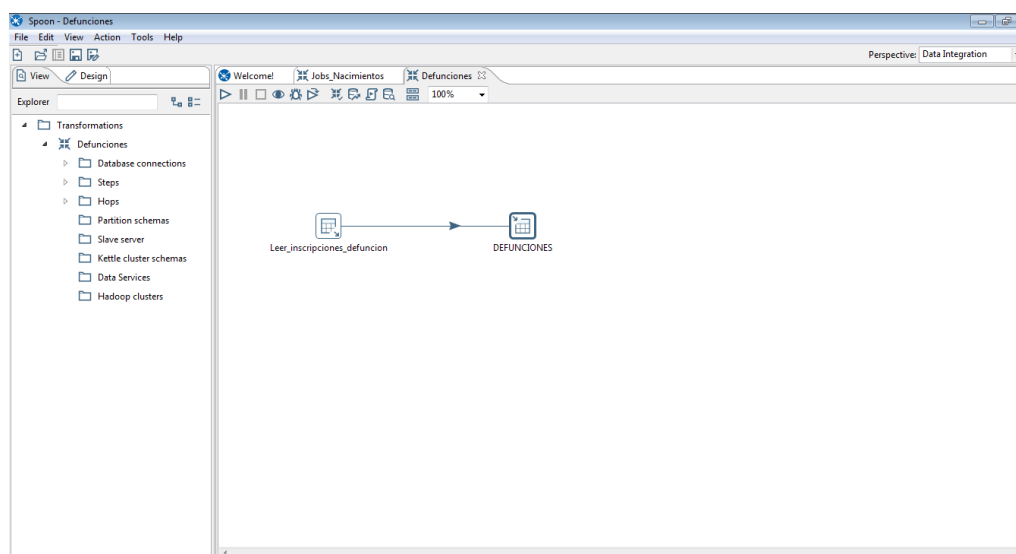 Spoon - Defunciones
File Edit View Action Tools Help
Perspective: Data Integration
View Design
Welcome! Jobs_Nacimientos Defunciones
Explorer
100%
Transformations
Defunciones
Database connections
Steps
Hops
Partition schemas
Slave server
Kettle cluster schemas
Data Services
Hadoop clusters
Leer_inscripciones_defuncion
DEFUNCIONES